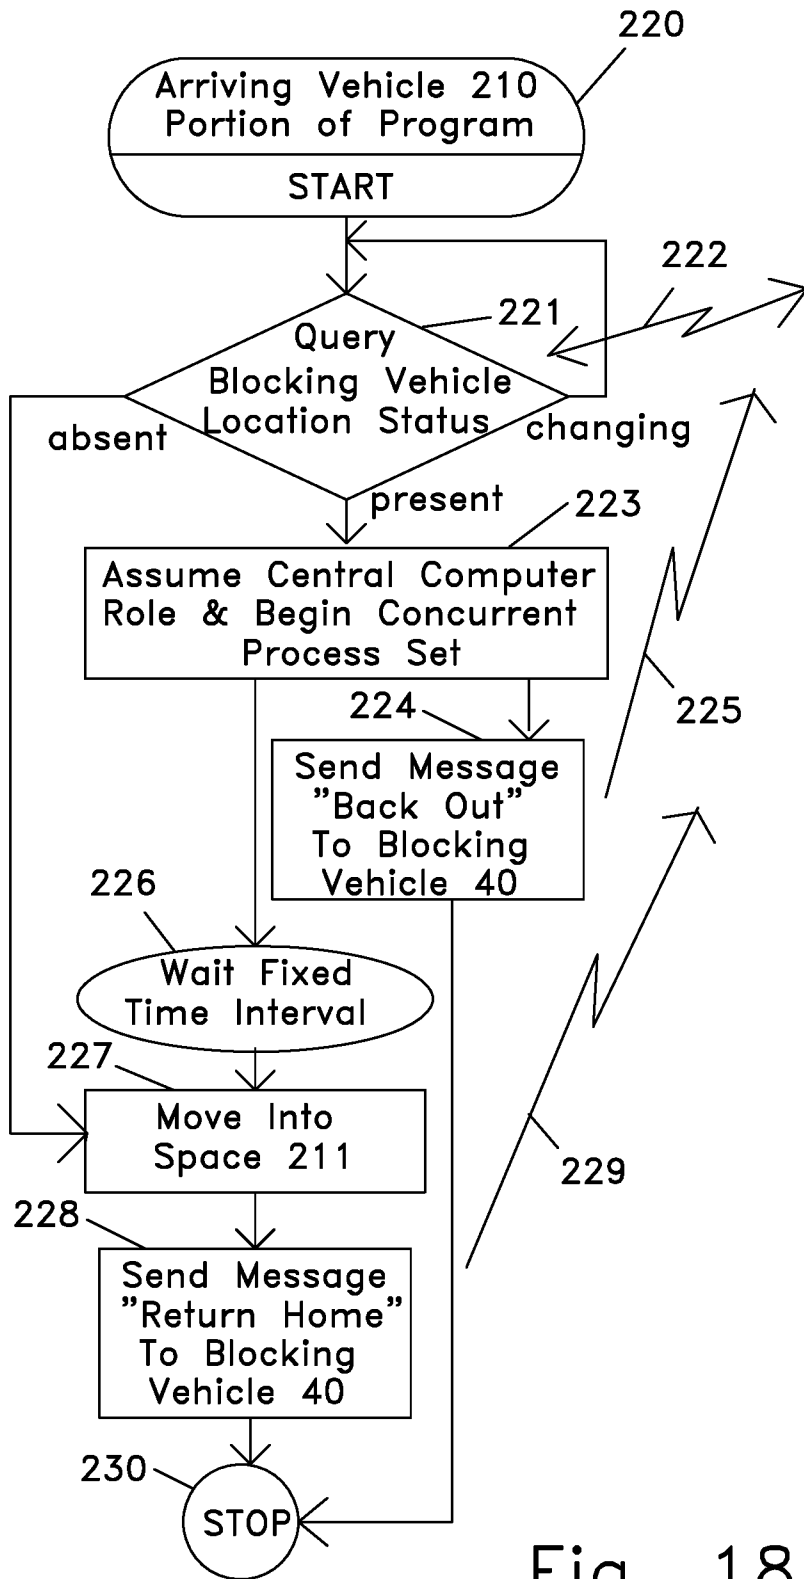 220
Arriving Vehicle 210
Portion of Program
START
222
221
Query
Blocking Vehicle
Location Status
absent
changing
present
223
Assume Central Computer
Role & Begin Concurrent
Process Set
224
225
Send Message
"Back Out"
To Blocking
Vehicle 40
226
Wait Fixed
Time Interval
227
Move Into
Space 211
229
228
Send Message
"Return Home"
To Blocking
Vehicle 40
230
STOP
Fig. 18